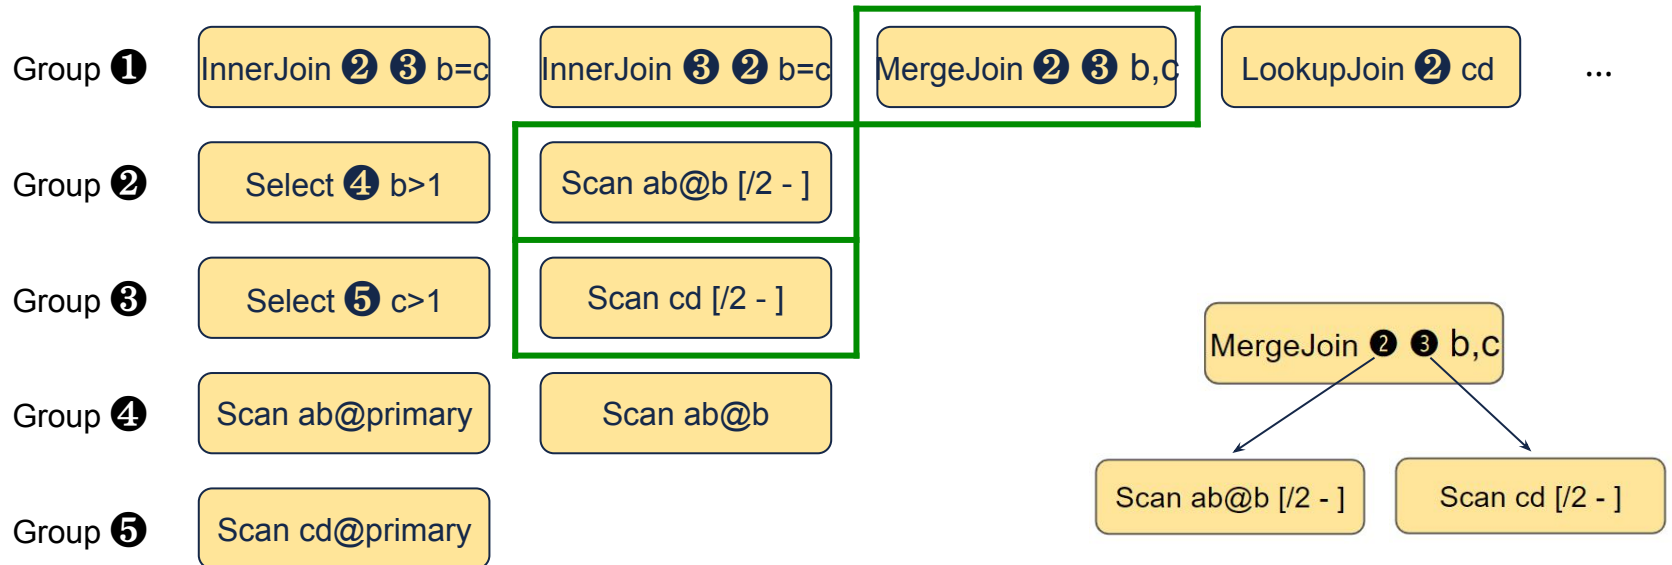 Group ❶ InnerJoin ❷ ❸ b=c InnerJoin ❸ ❷ b=c MergeJoin ❷ ❸ b,c LookupJoin ❷ cd ...
Group ❷ Select ❹ b>1 Scan ab@b [/2 - ]
Group ❸ Select ❺ c>1 Scan cd [/2 - ]
MergeJoin ❷ ❸ b,c
Group ❹ Scan ab@primary Scan ab@b
Scan ab@b [/2 - ] Scan cd [/2 - ]
Group ❺ Scan cd@primary